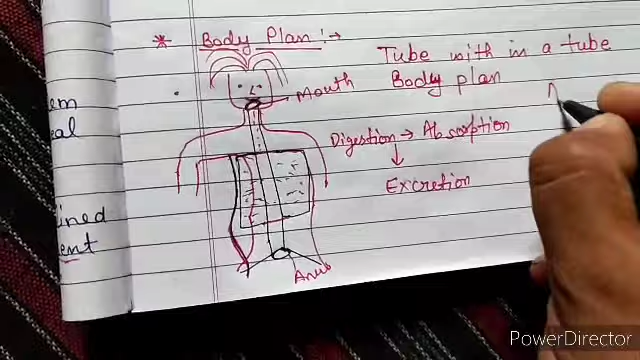 * Body Plan:→
Tube with in a tube
Body plan
Mouth
Digestion → Absorption
↓
Excretion
Anus
em
eal
ined
ent
PowerDirector